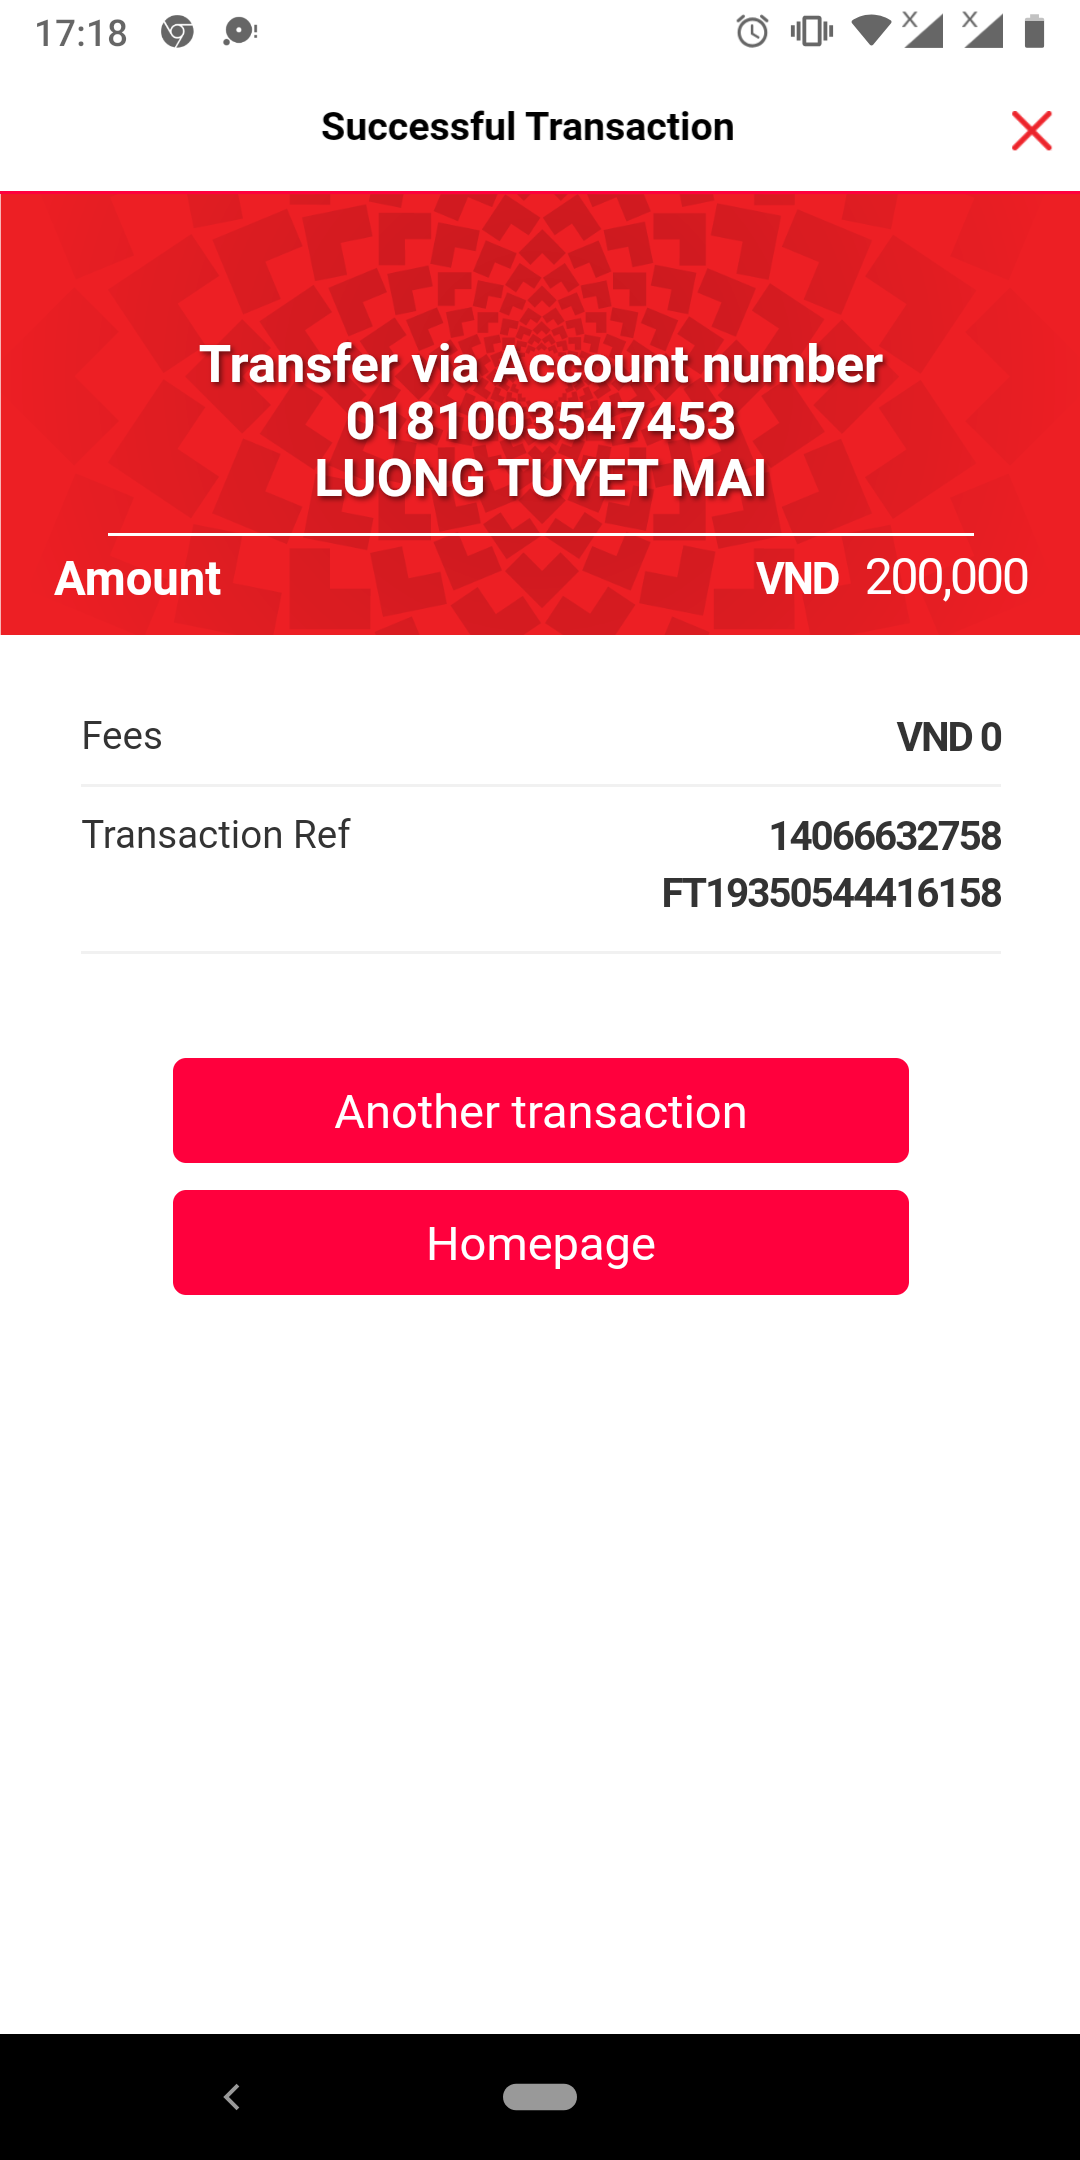 17:18
Successful Transaction
Transfer via Account number
0181003547453
LUONG TUYET MAI
Amount VND 200,000
Fees VND 0
Transaction Ref 14066632758
FT19350544416158
Another transaction
Homepage